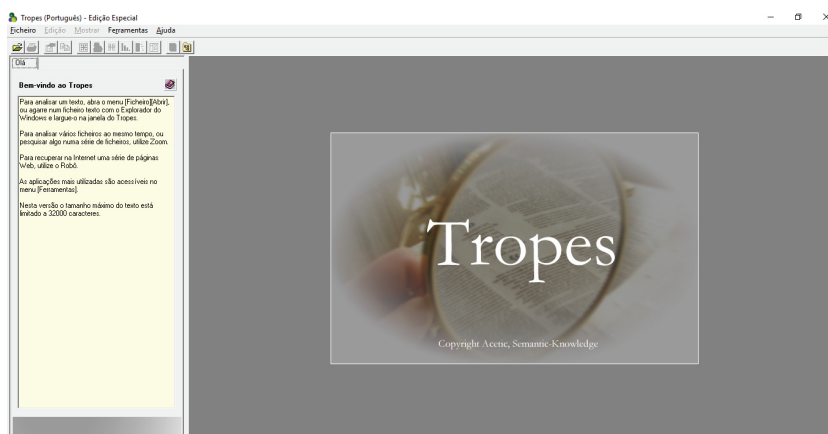 Tropes (Português) - Edição Especial
Ficheiro Edição Mostrar Ferramentas Ajuda
Olá
Bem-vindo ao Tropes
Para analisar um texto, abra o menu [Ficheiro][Abrir],
ou agarre num ficheiro texto com o Explorador do
Windows e largue-o na janela do Tropes.
Para analisar vários ficheiros ao mesmo tempo, ou
pesquisar algo numa série de ficheiros, utilize Zoom.
Para recuperar na Internet uma série de páginas
Web, utilize o Robô.
As aplicações mais utilizadas são acessíveis no
menu [Ferramentas].
Nesta versão o tamanho máximo do texto está
limitado a 32000 caracteres.
Tropes
Copyright Acetic, Semantic-Knowledge